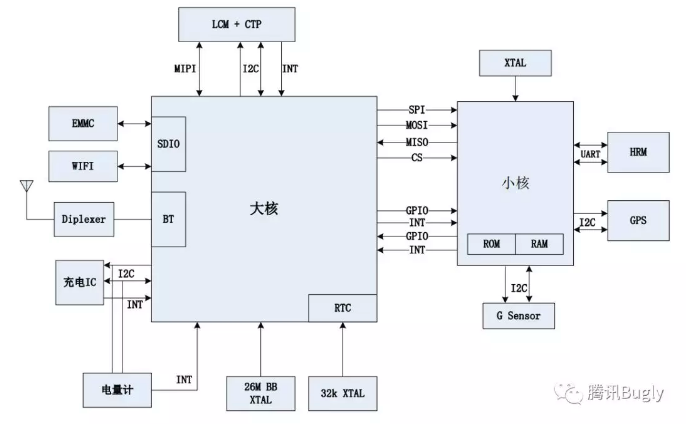 LCM + CTP
MIPI
I2C
INT
XTAL
EMMC
WIFI
SDIO
Diplexer
BT
大核
SPI
MOSI
MISO
CS
GPIO
INT
GPIO
INT
小核
ROM
RAM
UART
HRM
I2C
GPS
I2C
G Sensor
充电IC
I2C
INT
RTC
电量计
INT
26M BB
XTAL
32k XTAL
腾讯Bugly